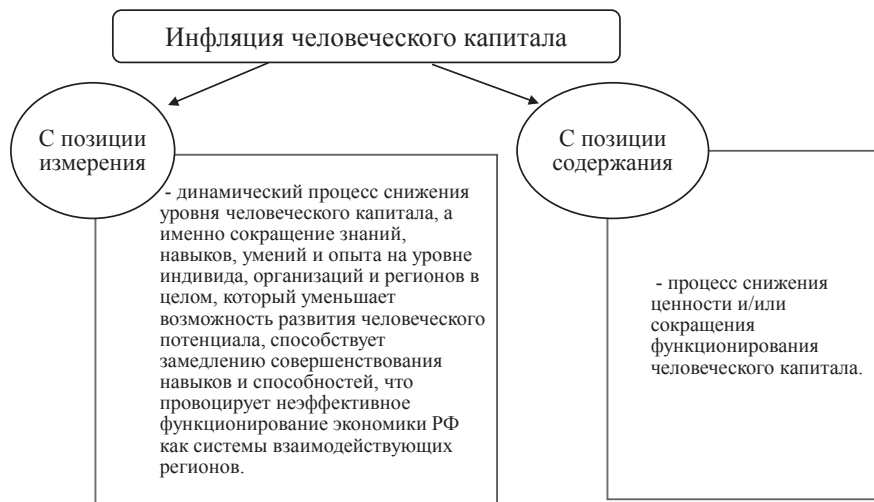 Инфляция человеческого капитала
С позиции
измерения
- динамический процесс снижения
уровня человеческого капитала, а
именно сокращение знаний,
навыков, умений и опыта на уровне
индивида, организаций и регионов в
целом, который уменьшает
возможность развития человеческого
потенциала, способствует
замедлению совершенствования
навыков и способностей, что
провоцирует неэффективное
функционирование экономики РФ
как системы взаимодействующих
регионов.
С позиции
содержания
- процесс снижения
ценности и/или
сокращения
функционирования
человеческого капитала.